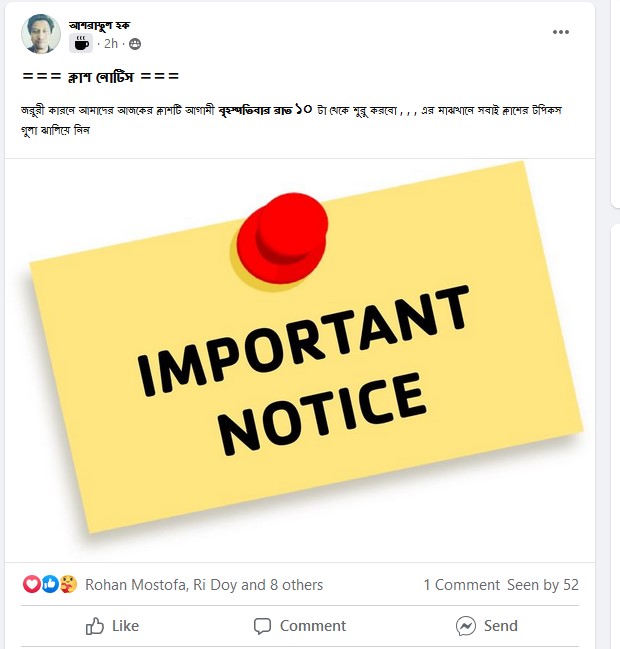 আশরাফুল হক
2h
=== ক্লাশ নোটিস ===
জরুরী কারনে আমাদের আজকের ক্লাশটি আগামী বৃহস্পতিবার রাত ১০ টা থেকে শুরু করবো , , , এর মাঝখানে সবাই ক্লাশের টপিকস
গুলা ঝালিয়ে নিন
IMPORTANT
NOTICE
Rohan Mostofa, Ri Doy and 8 others 1 Comment Seen by 52
Like Comment Send